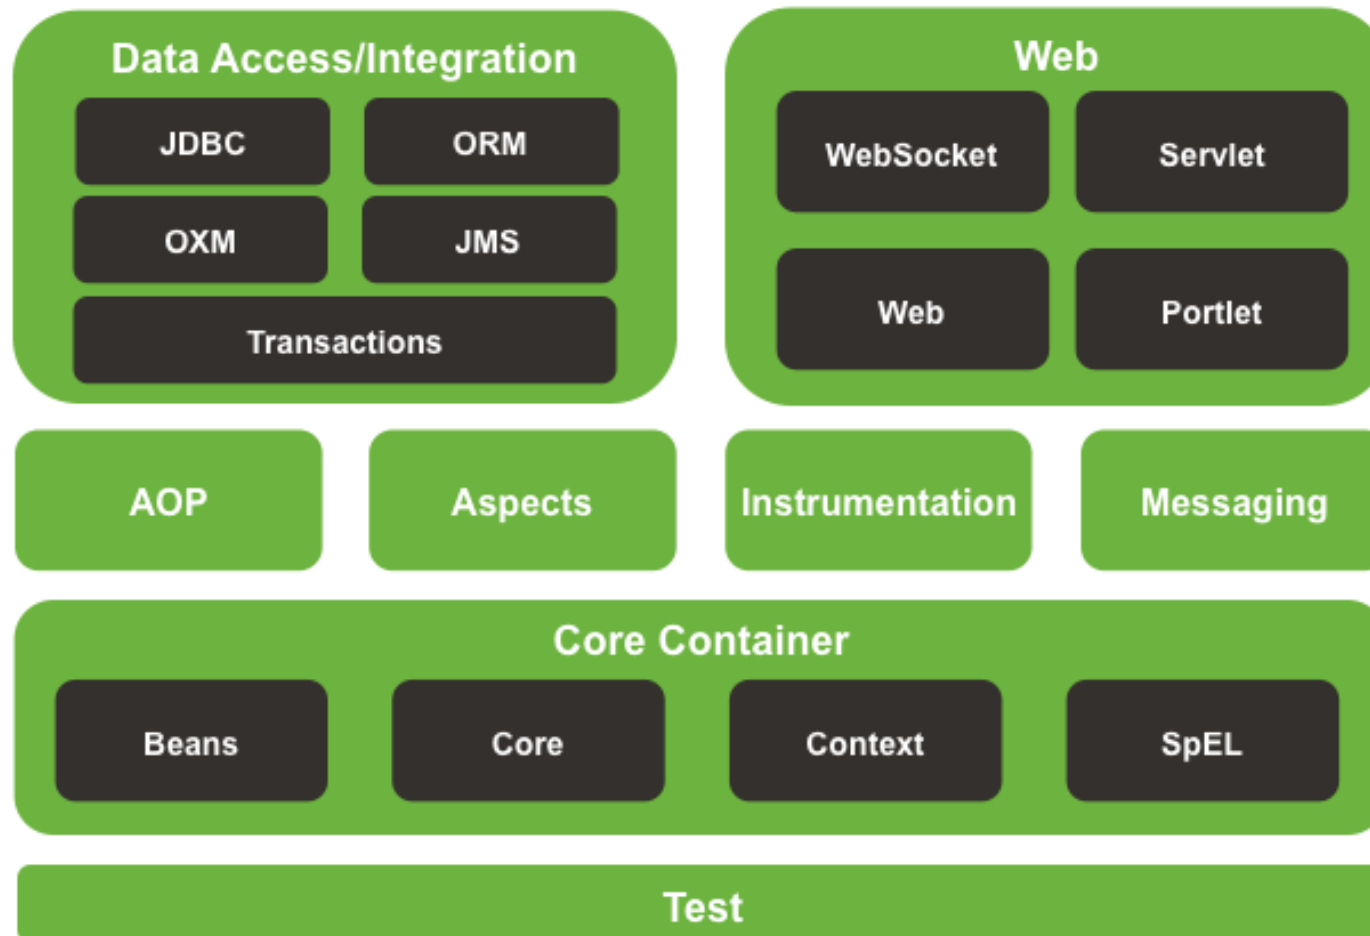 Data Access/Integration
JDBC
ORM
OXM
JMS
Transactions
Web
WebSocket
Servlet
Web
Portlet
AOP
Aspects
Instrumentation
Messaging
Core Container
Beans
Core
Context
SpEL
Test